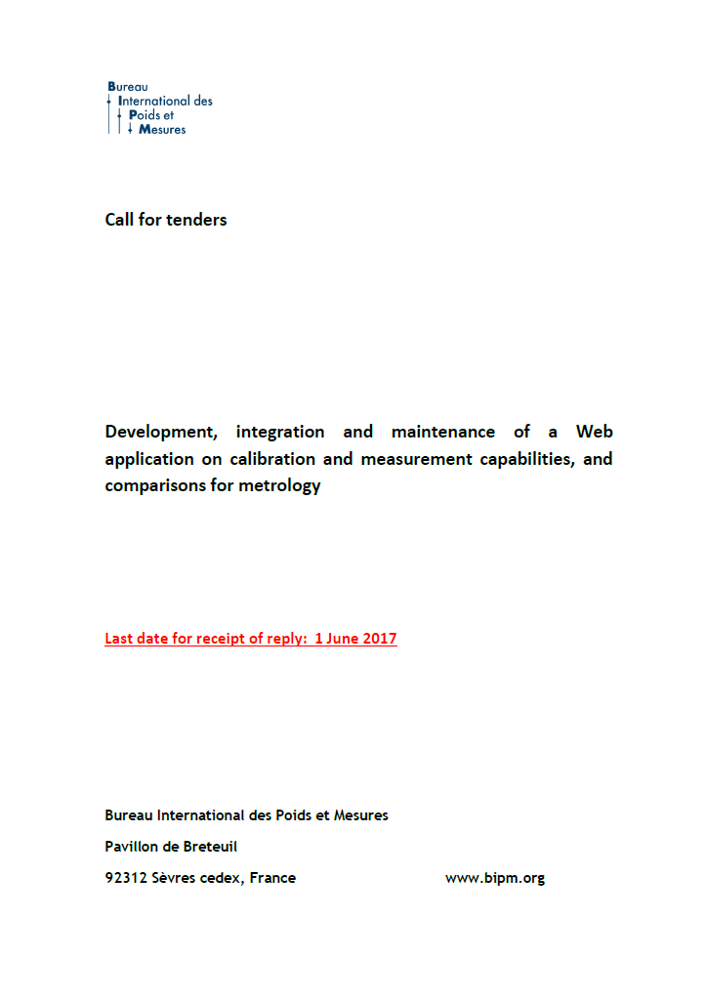 Bureau
International des
Poids et
Mesures
Call for tenders
Development, integration and maintenance of a Web
application on calibration and measurement capabilities, and
comparisons for metrology
Last date for receipt of reply: 1 June 2017
Bureau International des Poids et Mesures
Pavillon de Breteuil
92312 Sèvres cedex, France www.bipm.org